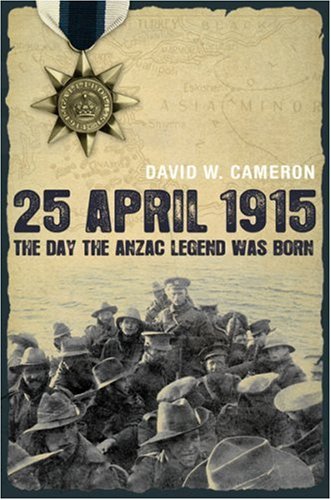 ASIA MINOR
DAVID W. CAMERON
25 APRIL 1915
THE DAY THE ANZAC LEGEND WAS BORN